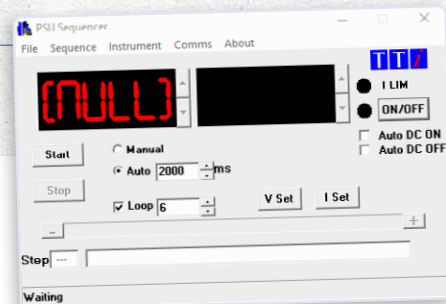 PSU Sequencer
File Sequence Instrument Comms About
TTi
(NULL)
I LIM
ON/OFF
Auto DC ON
Auto DC OFF
Start
Manual
Auto 2000 ms
Stop
Loop 6
V Set
I Set
Step ---
Waiting